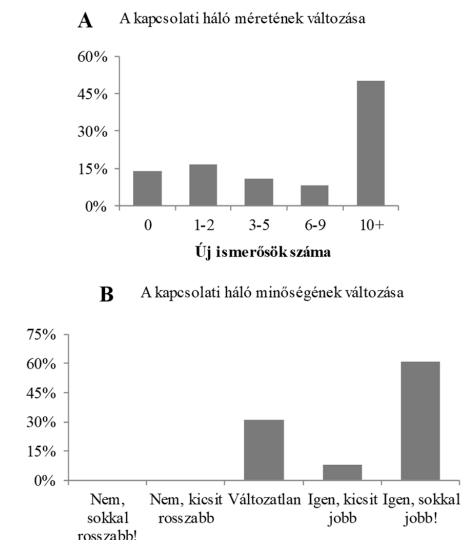 A A kapcsolati háló méretének változása
60%
45%
30%
15%
0%
0 1-2 3-5 6-9 10+
Új ismerősök száma
B A kapcsolati háló minőségének változása
75%
60%
45%
30%
15%
0%
Nem, sokkal rosszabb!
Nem, kicsit rosszabb
Változatlan
Igen, kicsit jobb
Igen, sokkal jobb!